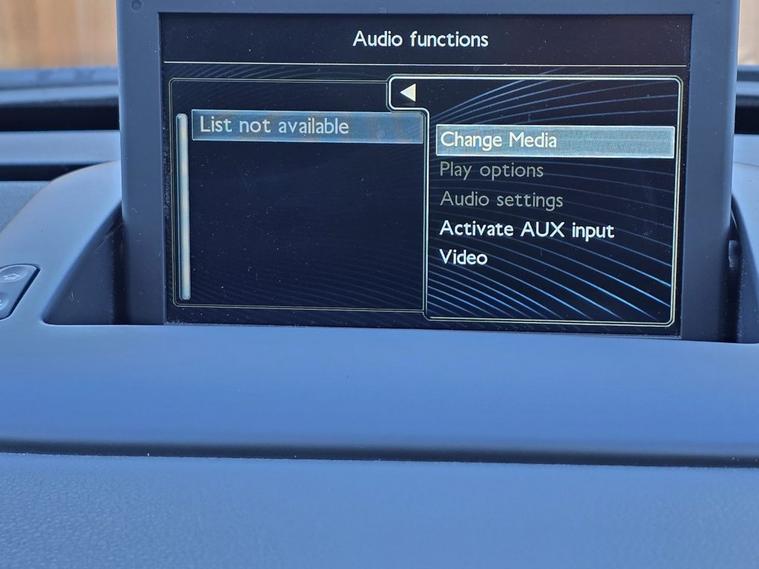 Audio functions
List not available
Change Media
Play options
Audio settings
Activate AUX input
Video